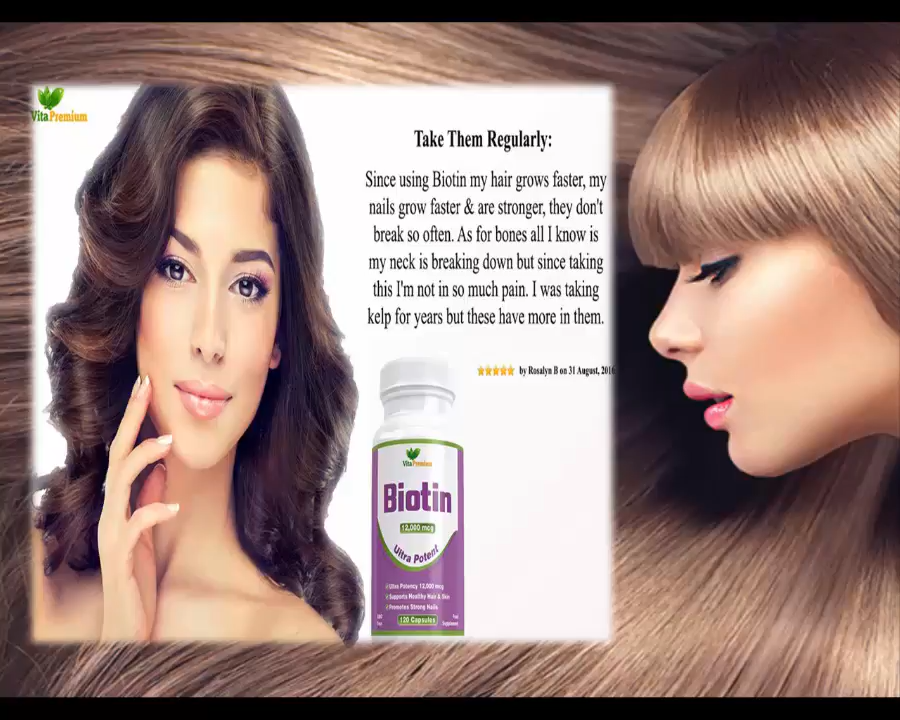 VitaPremium
Take Them Regularly:
Since using Biotin my hair grows faster, my
nails grow faster & are stronger, they don't
break so often. As for bones all I know is
my neck is breaking down but since taking
this I'm not in so much pain. I was taking
kelp for years but these have more in them.
by Rosalyn B on 31 August, 2016
VitaPremium
Biotin
12,000 mcg
Ultra Potent
Ultra Potency 12,000 mcg
Supports Healthy Hair & Skin
Promotes Strong Nails
120 Capsules